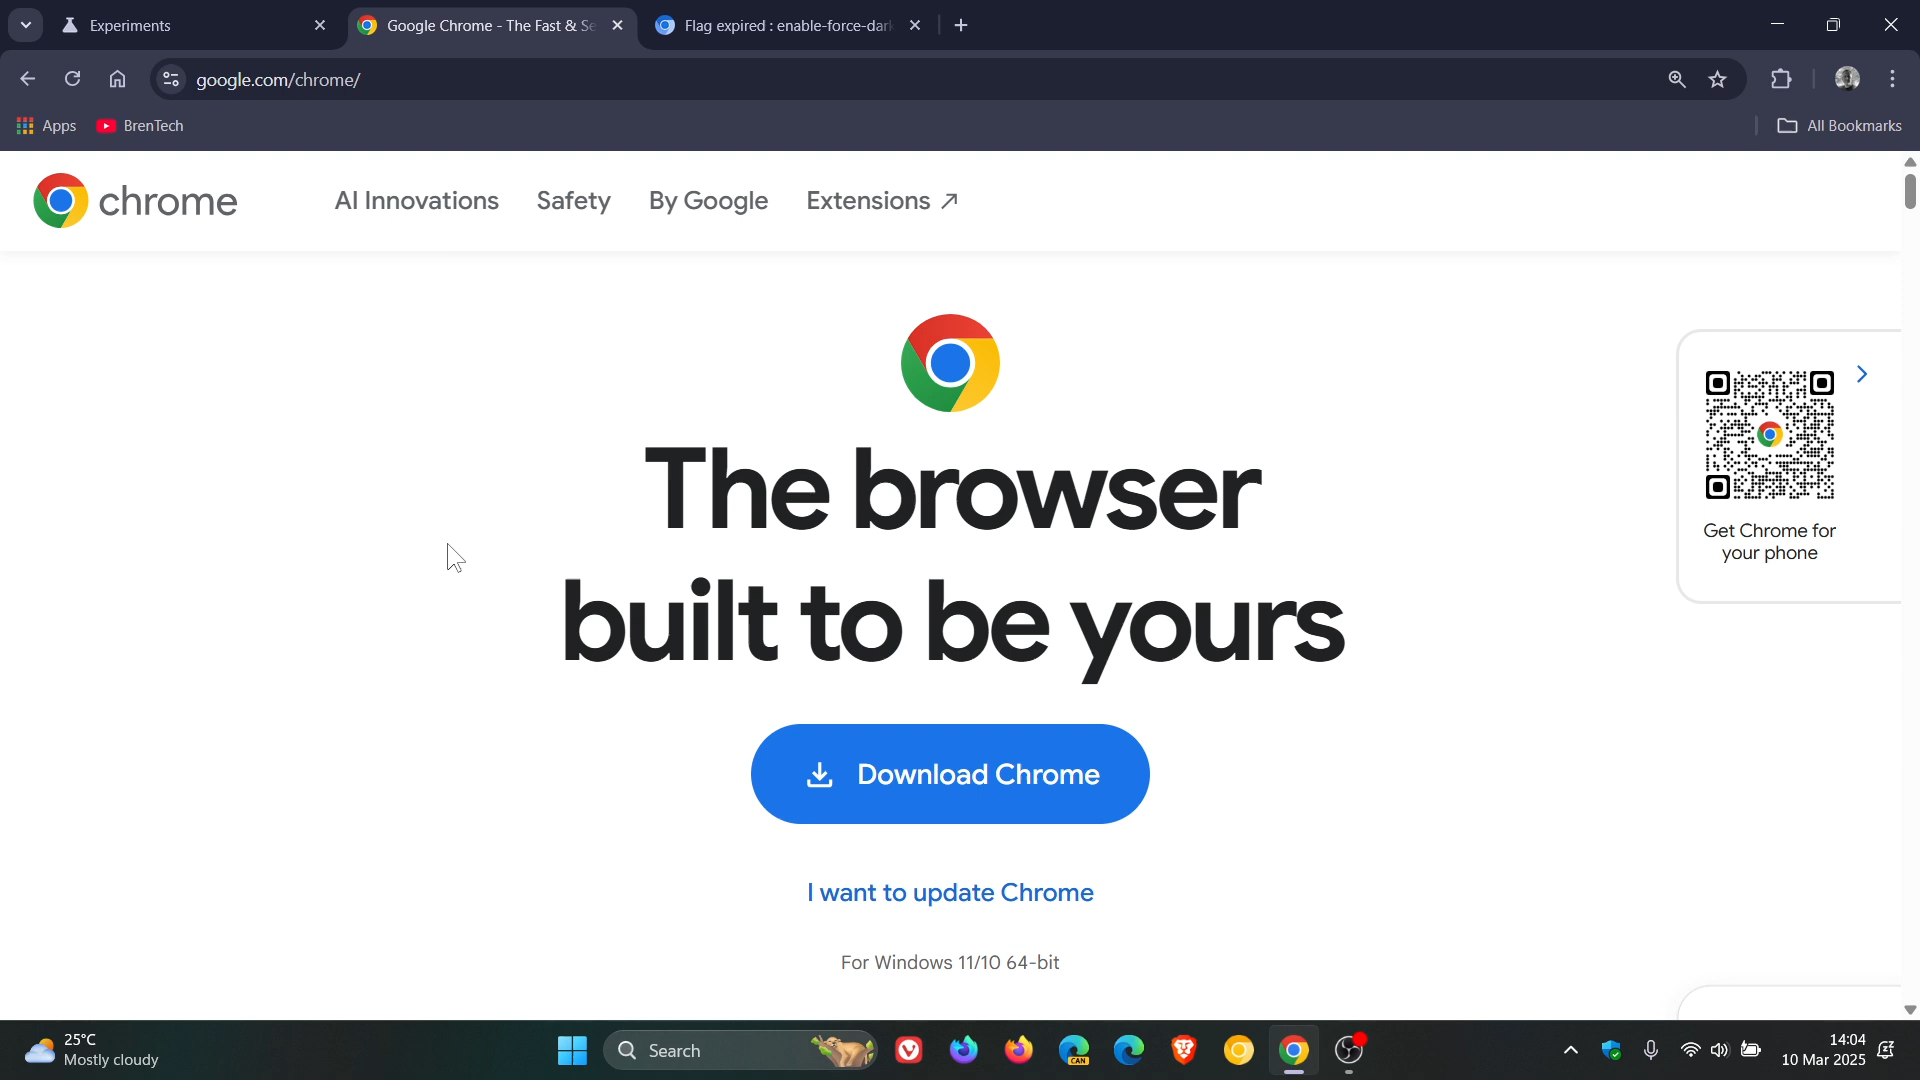 Experiments
Google Chrome - The Fast & Se
Flag expired : enable-force-dar
google.com/chrome/
Apps
BrenTech
All Bookmarks
chrome
AI Innovations
Safety
By Google
Extensions
Get Chrome for
your phone
The browser
built to be yours
Download Chrome
I want to update Chrome
For Windows 11/10 64-bit
25°C
Mostly cloudy
Search
CAN
14:04
10 Mar 2025